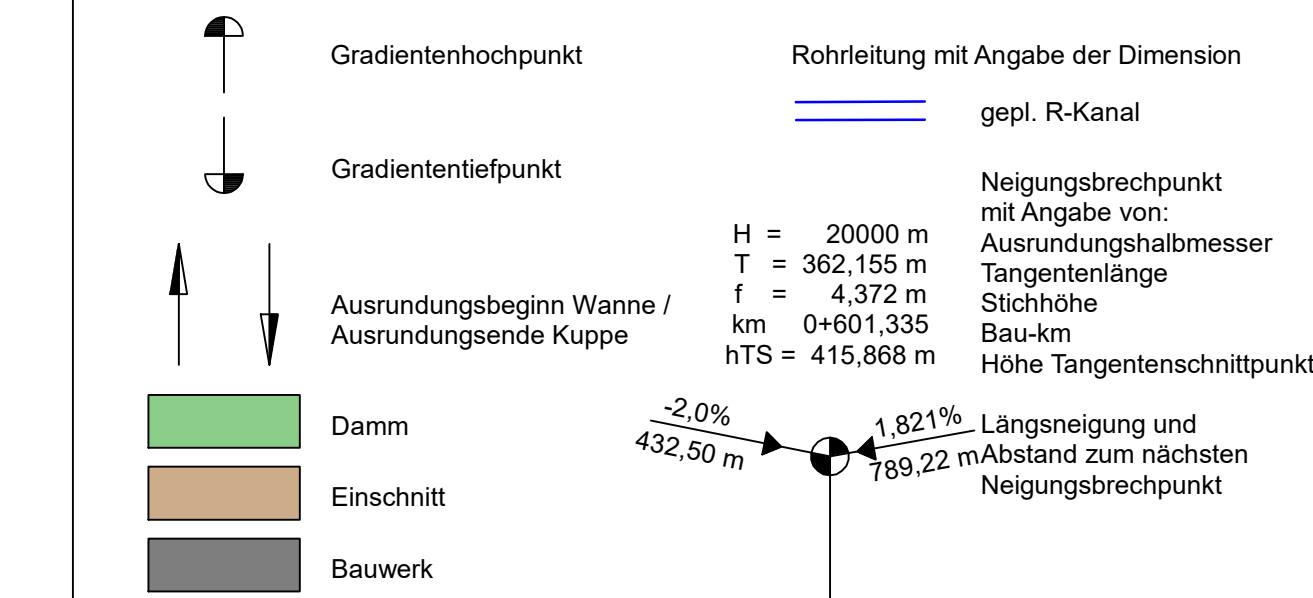 Gradientenhochpunkt
Gradiententiefpunkt
Ausrundungsbeginn Wanne /
Ausrundungsende Kuppe
Damm
Einschnitt
Bauwerk
Rohrleitung mit Angabe der Dimension
gepl. R-Kanal
H = 20000 m
T = 362,155 m
f = 4,372 m
km 0+601,335
hTS = 415,868 m
Neigungsbrechpunkt
mit Angabe von:
Ausrundungshalbmesser
Tangentenlänge
Stichhöhe
Bau-km
Höhe Tangentenschnittpunkt
-2,0%
432,50 m
1,821%
789,22 m
Längsneigung und
Abstand zum nächsten
Neigungsbrechpunkt